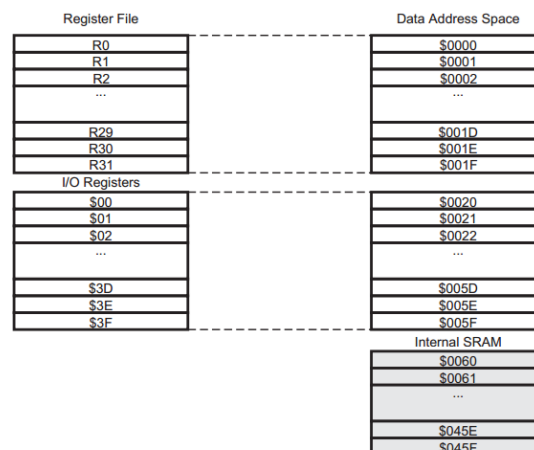 Register File
Data Address Space
R0
$0000
R1
$0001
R2
$0002
...
...
R29
$001D
R30
$001E
R31
$001F
I/O Registers
$00
$0020
$01
$0021
$02
$0022
...
...
$3D
$005D
$3E
$005E
$3F
$005F
Internal SRAM
$0060
$0061
...
$045E
$045F